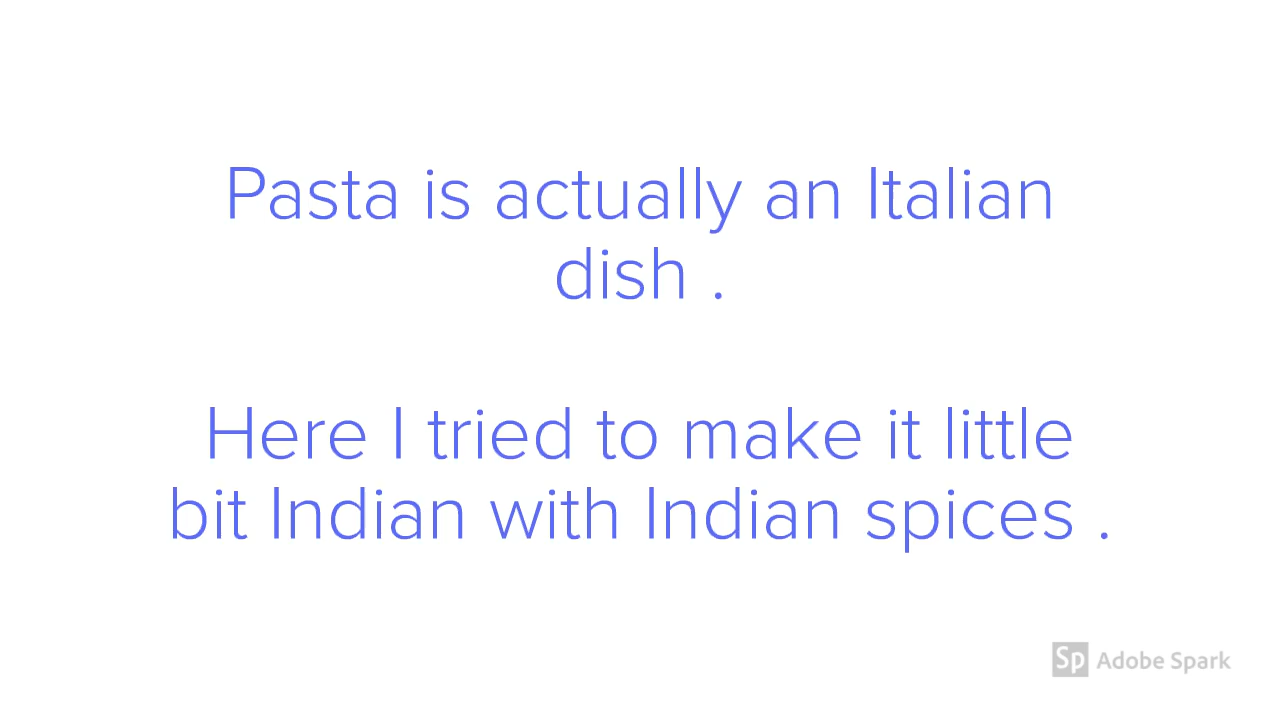 Pasta is actually an Italian
dish .
Here I tried to make it little
bit Indian with Indian spices .
Sp Adobe Spark